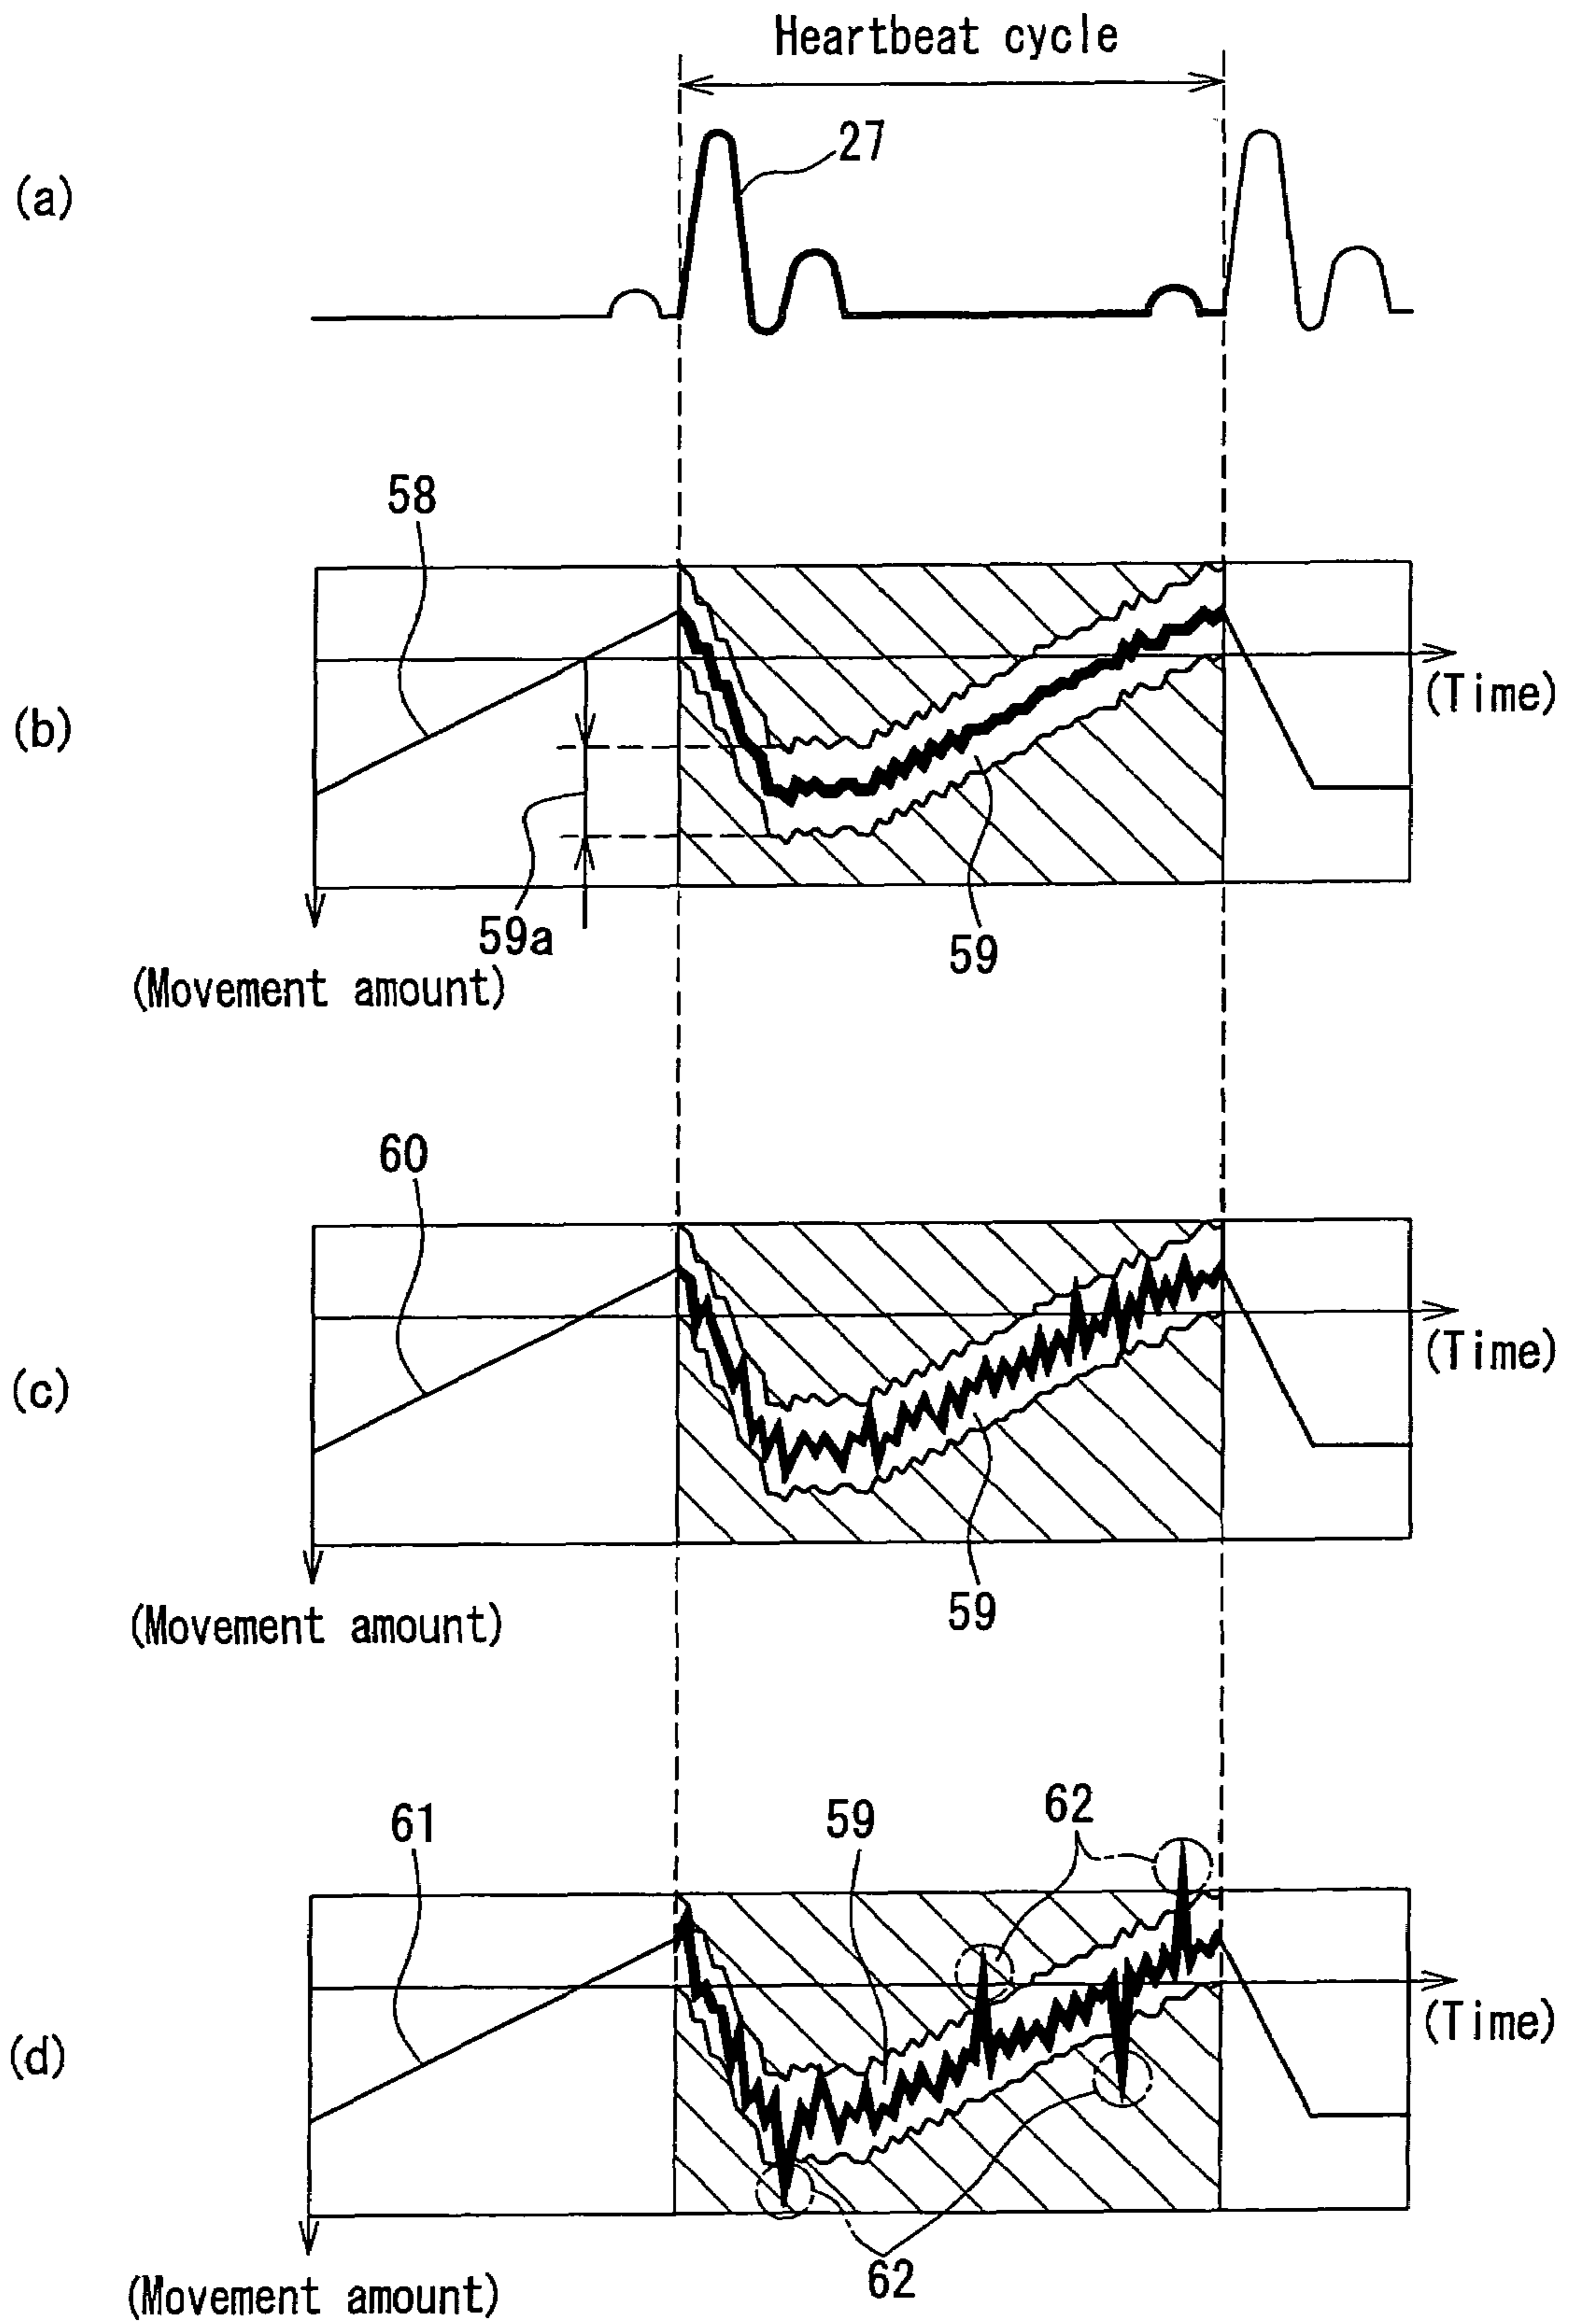 Heartbeat cycle
27
(a)
58
(b)
(Time)
59a
59
(Movement amount)
60
(c)
(Time)
59
(Movement amount)
62
61
59
(d)
(Time)
62
(Movement amount)